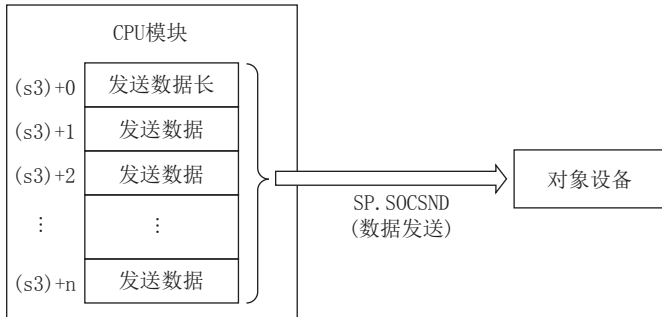 CPU模块
(s3)+0 发送数据长
(s3)+1 发送数据
(s3)+2 发送数据
⋮ ⋮
(s3)+n 发送数据
SP.SOCSND
(数据发送)
对象设备